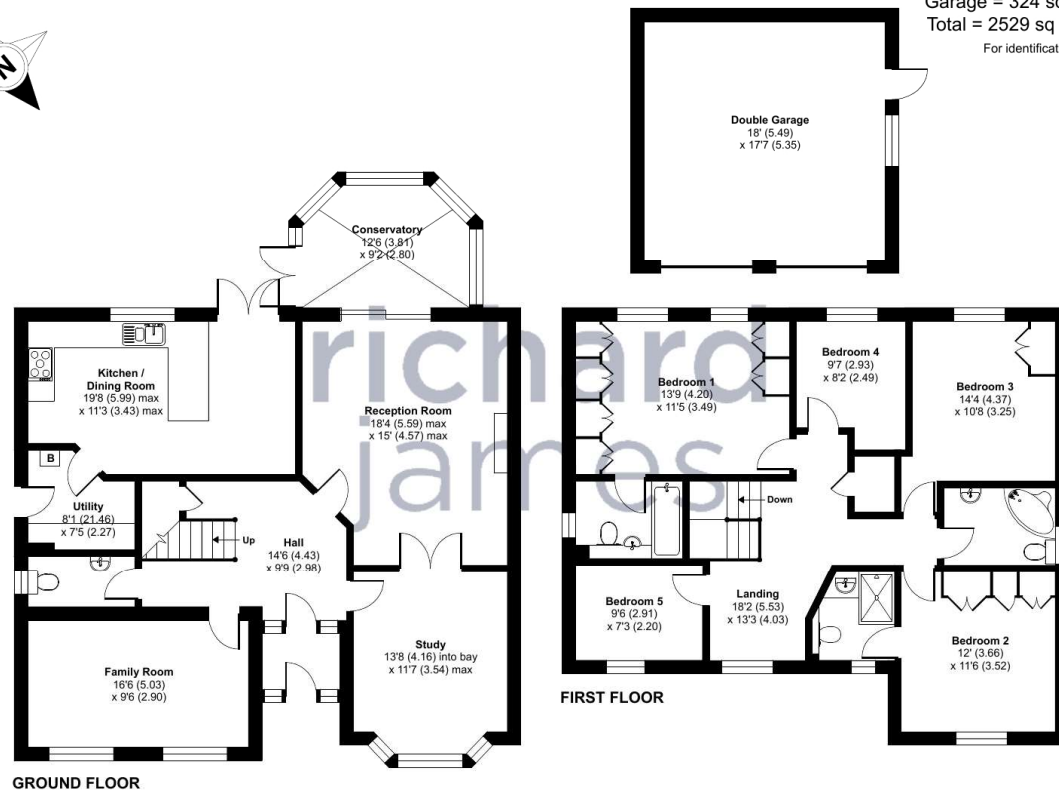 Garage = 324 sq
Total = 2529 sq
For identificat
N
Double Garage
18' (5.49)
x 17'7 (5.35)
Conservatory
12'6 (3.81)
x 9'2 (2.80)
richard
james
Kitchen /
Dining Room
19'8 (5.99) max
x 11'3 (3.43) max
Reception Room
18'4 (5.59) max
x 15' (4.57) max
B
Utility
8'1 (21.46)
x 7'5 (2.27)
Up
Hall
14'6 (4.43)
x 9'9 (2.98)
Family Room
16'6 (5.03)
x 9'6 (2.90)
Study
13'8 (4.16) into bay
x 11'7 (3.54) max
GROUND FLOOR
Bedroom 1
13'9 (4.20)
x 11'5 (3.49)
Bedroom 4
9'7 (2.93)
x 8'2 (2.49)
Bedroom 3
14'4 (4.37)
x 10'8 (3.25)
Down
Bedroom 5
9'6 (2.91)
x 7'3 (2.20)
Landing
18'2 (5.53)
x 13'3 (4.03)
Bedroom 2
12' (3.66)
x 11'6 (3.52)
FIRST FLOOR